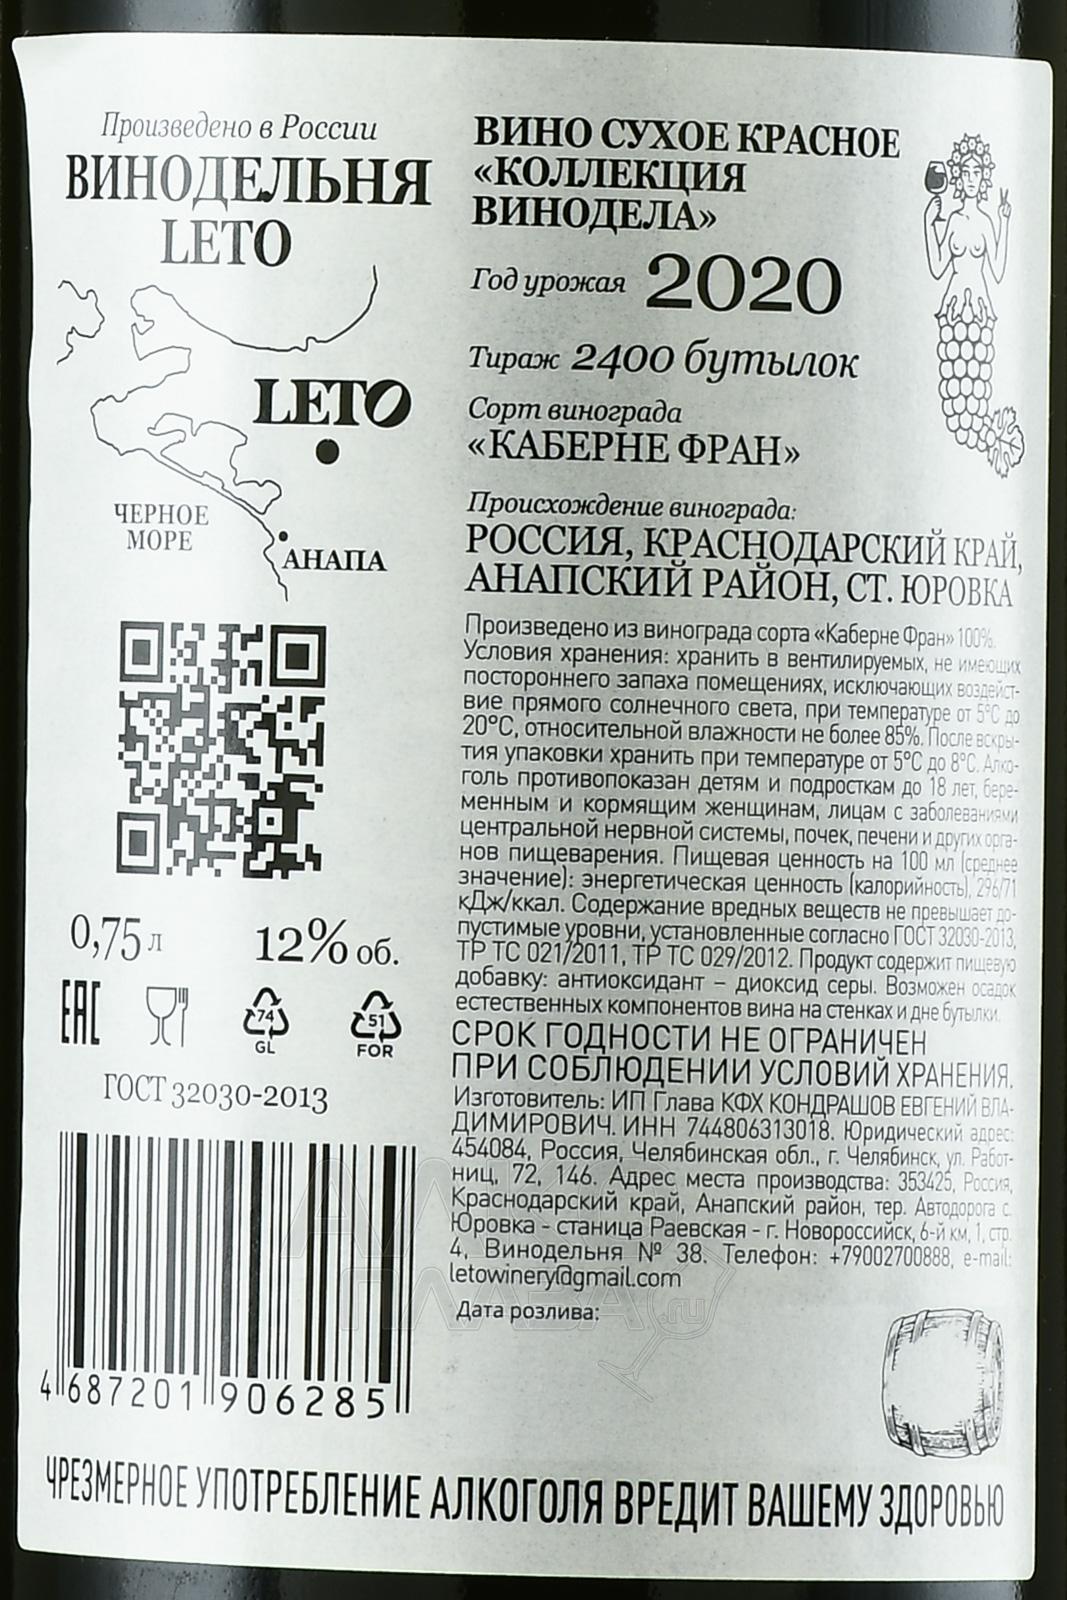 Произведено в России
ВИНОДЕЛЬНЯ
LETO
LETO
ЧЕРНОЕ
МОРЕ
АНАПА
0,75 л
12% об.
EAC
74
GL
51
FOR
ГОСТ 32030-2013
4 687201 906285
ВИНО СУХОЕ КРАСНОЕ
«КОЛЛЕКЦИЯ
ВИНОДЕЛА»
Год урожая 2020
Тираж 2400 бутылок
Сорт винограда
«КАБЕРНЕ ФРАН»
Происхождение винограда:
РОССИЯ, КРАСНОДАРСКИЙ КРАЙ,
АНАПСКИЙ РАЙОН, СТ. ЮРОВКА
Произведено из винограда сорта «Каберне Фран» 100%.
Условия хранения: хранить в вентилируемых, не имеющих
постороннего запаха помещениях, исключающих воздейст-
вие прямого солнечного света, при температуре от 5°С до
20°С, относительной влажности не более 85%. После вскры-
тия упаковки хранить при температуре от 5°С до 8°С. Алко-
голь противопоказан детям и подросткам до 18 лет, бере-
менным и кормящим женщинам, лицам с заболеваниями
центральной нервной системы, почек, печени и других орга-
нов пищеварения. Пищевая ценность на 100 мл (среднее
значение): энергетическая ценность (калорийность), 296/71
кДж/ккал. Содержание вредных веществ не превышает до-
пустимые уровни, установленные согласно ГОСТ 32030-2013,
ТР ТС 021/2011, ТР ТС 029/2012. Продукт содержит пищевую
добавку: антиоксидант – диоксид серы. Возможен осадок
естественных компонентов вина на стенках и дне бутылки.
СРОК ГОДНОСТИ НЕ ОГРАНИЧЕН
ПРИ СОБЛЮДЕНИИ УСЛОВИЙ ХРАНЕНИЯ.
Изготовитель: ИП Глава КФХ КОНДРАШОВ ЕВГЕНИЙ ВЛА-
ДИМИРОВИЧ. ИНН 744806313018. Юридический адрес:
454084, Россия, Челябинская обл., г. Челябинск, ул. Работ-
ниц, 72, 146. Адрес места производства: 353425, Россия,
Краснодарский край, Анапский район, тер. Автодорога с.
Юровка - станица Раевская - г. Новороссийск, 6-й км, 1, стр.
4, Винодельня № 38. Телефон: +79002700888, e-mail:
letowinery@gmail.com
Дата розлива:
АЛКО
ПЛАЗА.ru
ЧРЕЗМЕРНОЕ УПОТРЕБЛЕНИЕ АЛКОГОЛЯ ВРЕДИТ ВАШЕМУ ЗДОРОВЬЮ